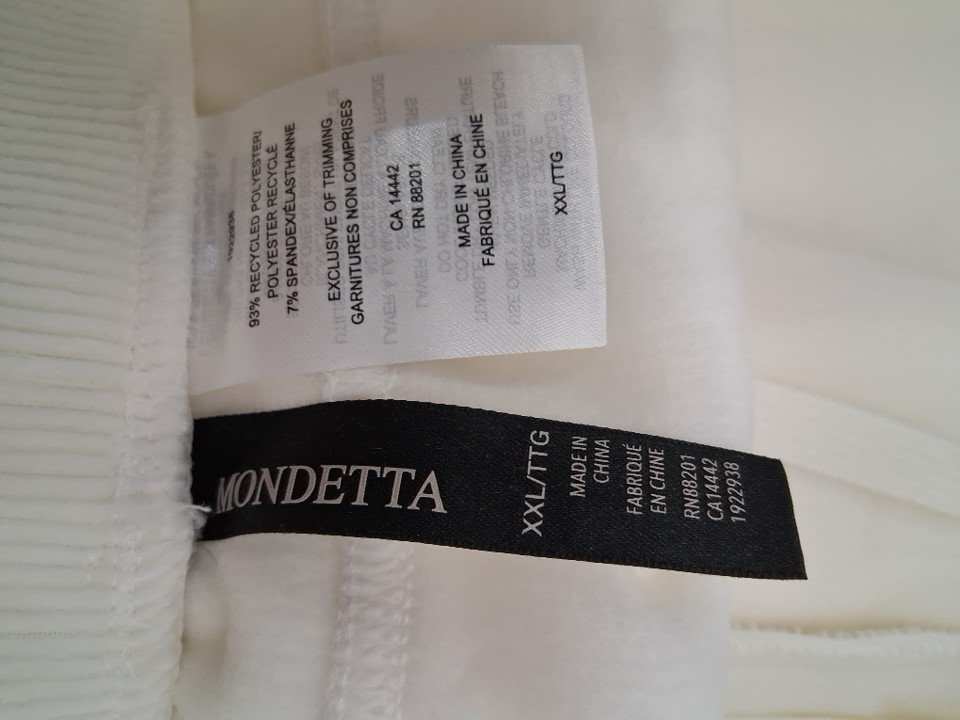 1922938
93% RECYCLED POLYESTER/
POLYESTER RECYCLÉ
7% SPANDEX/ÉLASTHANNE
EXCLUSIVE OF TRIMMING
GARNITURES NON COMPRISES
CA 14442
RN 88201
MADE IN CHINA
FABRIQUÉ EN CHINE
XXL/TTG
MONDETTA
XXL/TTG
MADE IN
CHINA
FABRIQUÉ
EN CHINE
RN88201
CA14442
1922938